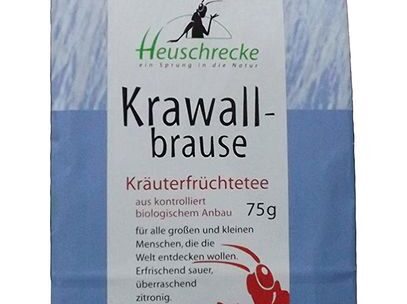 Heuschrecke
ein Sprung in die Natur
Krawall-
brause
Kräuterfrüchtetee
aus kontrolliert
biologischem Anbau 75g
für alle großen und kleinen
Menschen, die die
Welt entdecken wollen.
Erfrischend sauer,
überraschend
zitronig.